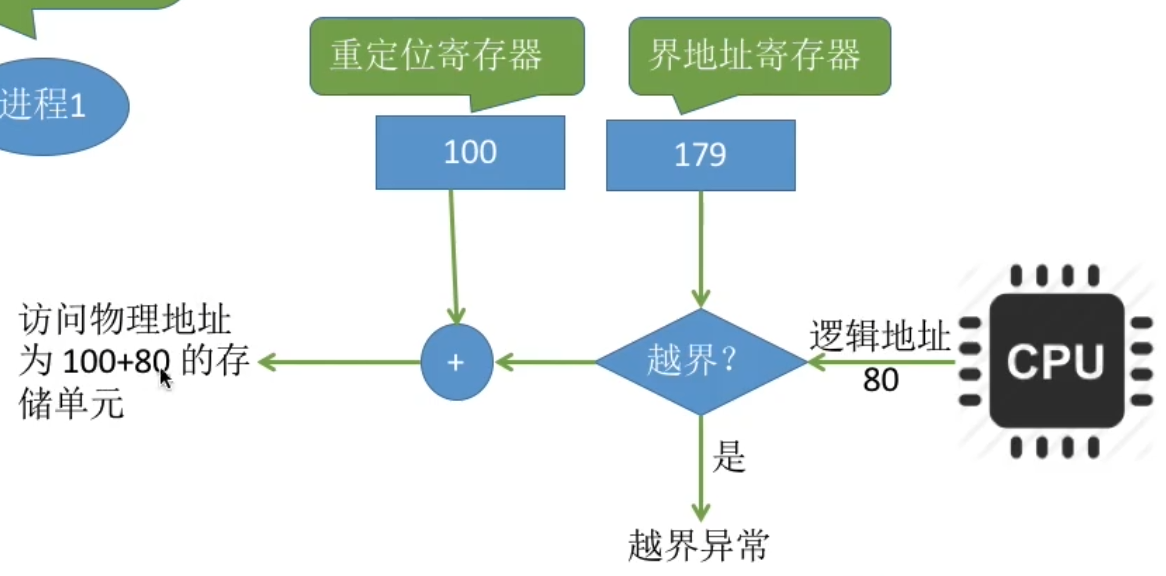 重定位寄存器
界地址寄存器
进程1
100
179
访问物理地址
为 100+80 的存
储单元
+
越界？
逻辑地址
80
CPU
是
越界异常